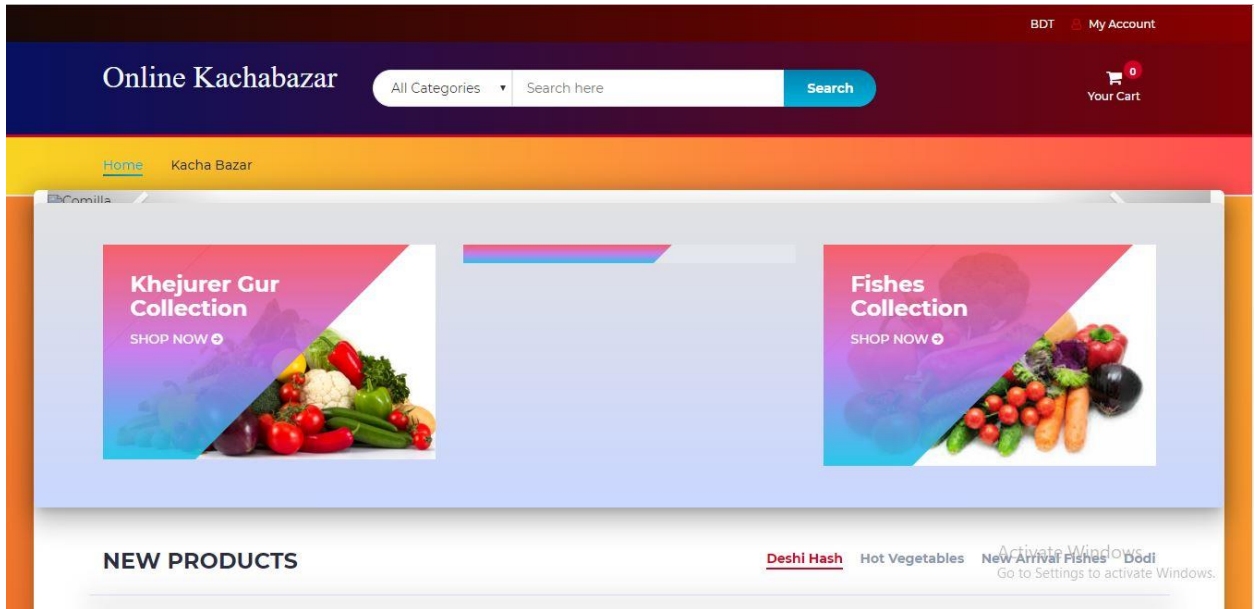 BDT My Account
Online Kachabazar
All Categories Search here Search
0
Your Cart
Home Kacha Bazar
Comilla
Khejurer Gur
Collection
SHOP NOW
Fishes
Collection
SHOP NOW
NEW PRODUCTS
Deshi Hash Hot Vegetables New Arrival Fishes Dodi
Activate Windows
Go to Settings to activate Windows.